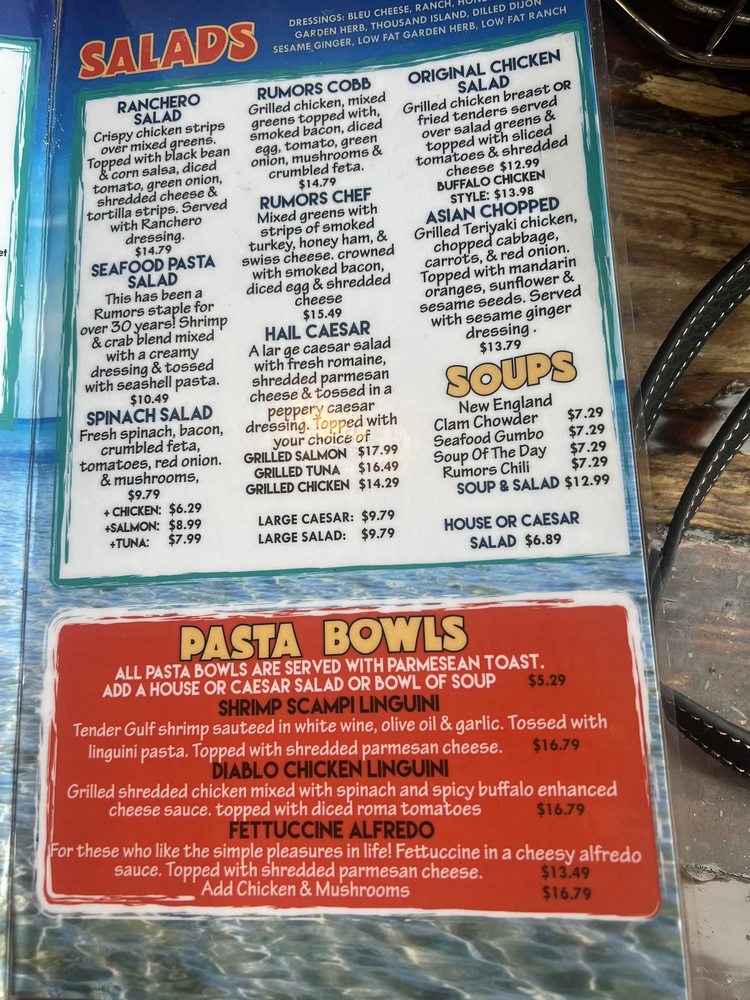 SALADS
DRESSINGS: BLEU CHEESE, RANCH,
GARDEN HERB, THOUSAND ISLAND, DILLED DIJON
SESAME GINGER, LOW FAT GARDEN HERB, LOW FAT RANCH
RANCHERO
SALAD
Crispy chicken strips
over mixed greens.
Topped with black bean
& corn salsa, diced
tomato, green onion,
shredded cheese &
tortilla strips. Served
with Ranchero
dressing.
$14.79
SEAFOOD PASTA
SALAD
This has been a
Rumors staple for
over 30 years! Shrimp
& crab blend mixed
with a creamy
dressing & tossed
with seashell pasta.
$10.49
SPINACH SALAD
Fresh spinach, bacon,
crumbled feta,
tomatoes, red onion.
& mushrooms,
$9.79
+ CHICKEN: $6.29
+SALMON: $8.99
+TUNA: $7.99
RUMORS COBB
Grilled chicken, mixed
greens topped with,
smoked bacon, diced
egg, tomato, green
onion, mushrooms &
crumbled feta.
$14.79
RUMORS CHEF
Mixed greens with
strips of smoked
turkey, honey ham, &
swiss cheese. crowned
with smoked bacon,
diced egg & shredded
cheese
$15.49
HAIL CAESAR
A lar ge caesar salad
with fresh romaine,
shredded parmesan
cheese & tossed in a
peppery caesar
dressing. Topped with
your choice of
GRILLED SALMON $17.99
GRILLED TUNA $16.49
GRILLED CHICKEN $14.29
LARGE CAESAR: $9.79
LARGE SALAD: $9.79
ORIGINAL CHICKEN
SALAD
Grilled chicken breast OR
fried tenders served
over salad greens &
topped with sliced
tomatoes & shredded
cheese $12.99
BUFFALO CHICKEN
STYLE: $13.98
ASIAN CHOPPED
Grilled Teriyaki chicken,
chopped cabbage,
carrots, & red onion.
Topped with mandarin
oranges, sunflower &
sesame seeds. Served
with sesame ginger
dressing .
$13.79
SOUPS
New England
Clam Chowder $7.29
Seafood Gumbo $7.29
Soup Of The Day $7.29
Rumors Chili $7.29
SOUP & SALAD $12.99
HOUSE OR CAESAR
SALAD $6.89
PASTA BOWLS
ALL PASTA BOWLS ARE SERVED WITH PARMESEAN TOAST.
ADD A HOUSE OR CAESAR SALAD OR BOWL OF SOUP $5.29
SHRIMP SCAMPI LINGUINI
Tender Gulf shrimp sauteed in white wine, olive oil & garlic. Tossed with
linguini pasta. Topped with shredded parmesan cheese. $16.79
DIABLO CHICKEN LINGUINI
Grilled shredded chicken mixed with spinach and spicy buffalo enhanced
cheese sauce. topped with diced roma tomatoes $16.79
FETTUCCINE ALFREDO
For these who like the simple pleasures in life! Fettuccine in a cheesy alfredo
sauce. Topped with shredded parmesan cheese. $13.49
Add Chicken & Mushrooms $16.79